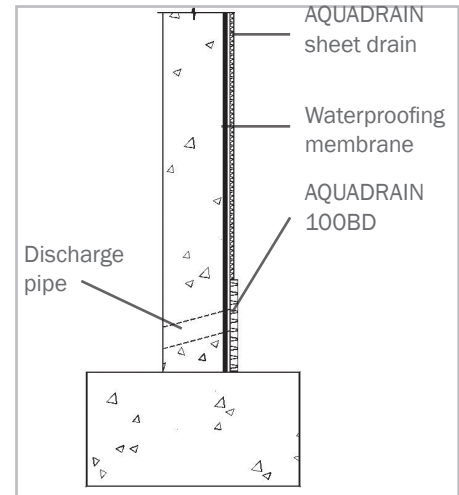 AQUADRAIN
sheet drain
Waterproofing
membrane
AQUADRAIN
100BD
Discharge
pipe